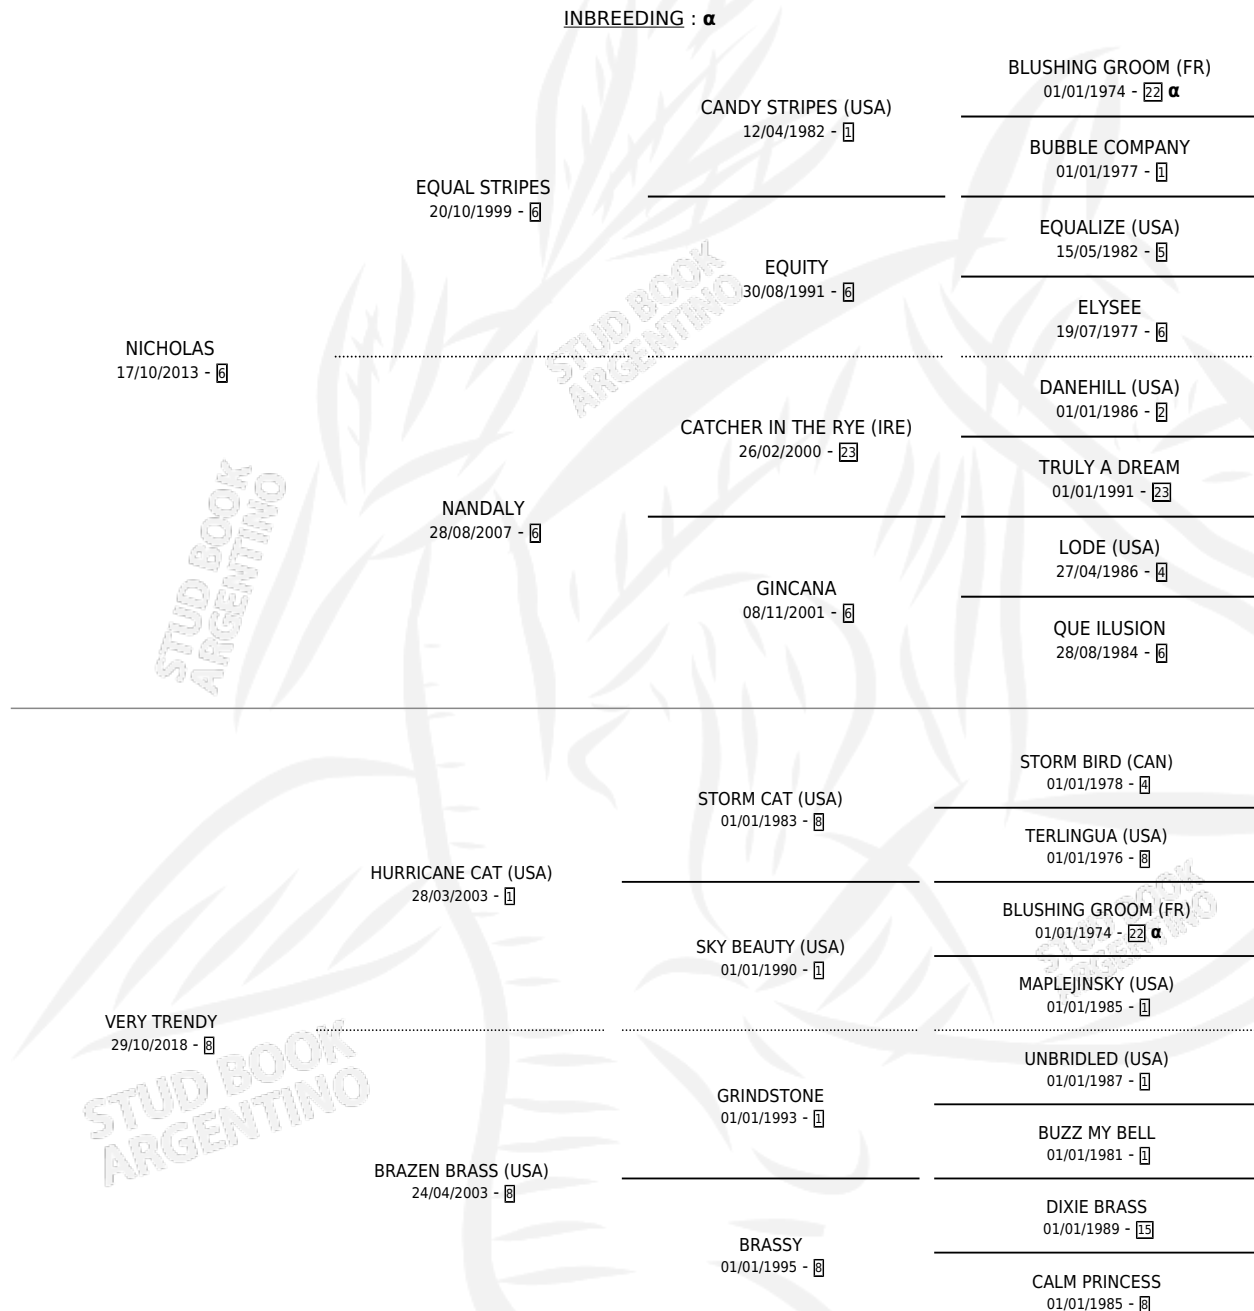 INBREEDING : α
BLUSHING GROOM (FR)
01/01/1974 - 22 α
CANDY STRIPES (USA)
12/04/1982 - 1
BUBBLE COMPANY
01/01/1977 - 1
EQUAL STRIPES
20/10/1999 - 6
EQUALIZE (USA)
15/05/1982 - 5
EQUITY
30/08/1991 - 6
ELYSEE
19/07/1977 - 6
NICHOLAS
17/10/2013 - 6
DANEHILL (USA)
01/01/1986 - 2
CATCHER IN THE RYE (IRE)
26/02/2000 - 23
TRULY A DREAM
01/01/1991 - 23
NANDALY
28/08/2007 - 6
LODE (USA)
27/04/1986 - 4
GINCANA
08/11/2001 - 6
QUE ILUSION
28/08/1984 - 6
STORM BIRD (CAN)
01/01/1978 - 4
STORM CAT (USA)
01/01/1983 - 8
TERLINGUA (USA)
01/01/1976 - 8
HURRICANE CAT (USA)
28/03/2003 - 1
BLUSHING GROOM (FR)
01/01/1974 - 22 α
SKY BEAUTY (USA)
01/01/1990 - 1
MAPLEJINSKY (USA)
01/01/1985 - 1
VERY TRENDY
29/10/2018 - 8
UNBRIDLED (USA)
01/01/1987 - 1
GRINDSTONE
01/01/1993 - 1
BUZZ MY BELL
01/01/1981 - 1
BRAZEN BRASS (USA)
24/04/2003 - 8
DIXIE BRASS
01/01/1989 - 15
BRASSY
01/01/1995 - 8
CALM PRINCESS
01/01/1985 - 8
STUD BOOK
ARGENTINO
STUD BOOK
ARGENTINO
STUD BOOK
ARGENTINO
STUD BOOK
ARGENTINO